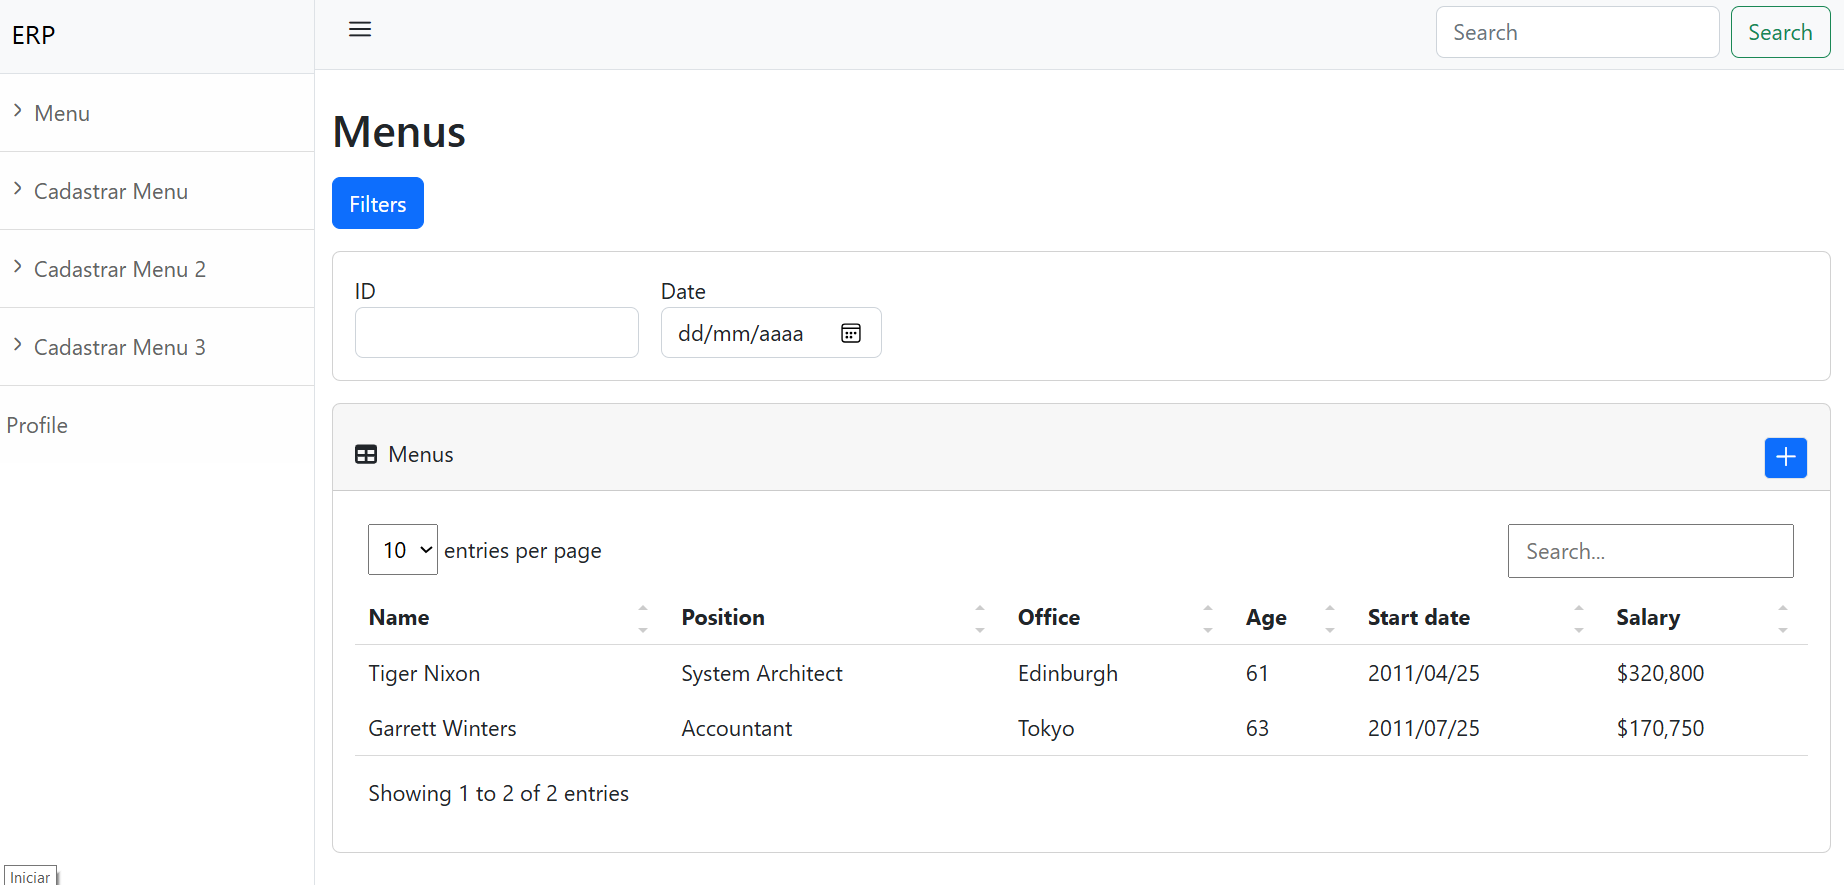 ERP
Search
Search
Menu
Cadastrar Menu
Cadastrar Menu 2
Cadastrar Menu 3
Profile
Menus
Filters
ID
Date
dd/mm/aaaa
Menus
10 entries per page
Search...
Name Position Office Age Start date Salary
Tiger Nixon System Architect Edinburgh 61 2011/04/25 $320,800
Garrett Winters Accountant Tokyo 63 2011/07/25 $170,750
Showing 1 to 2 of 2 entries
Iniciar